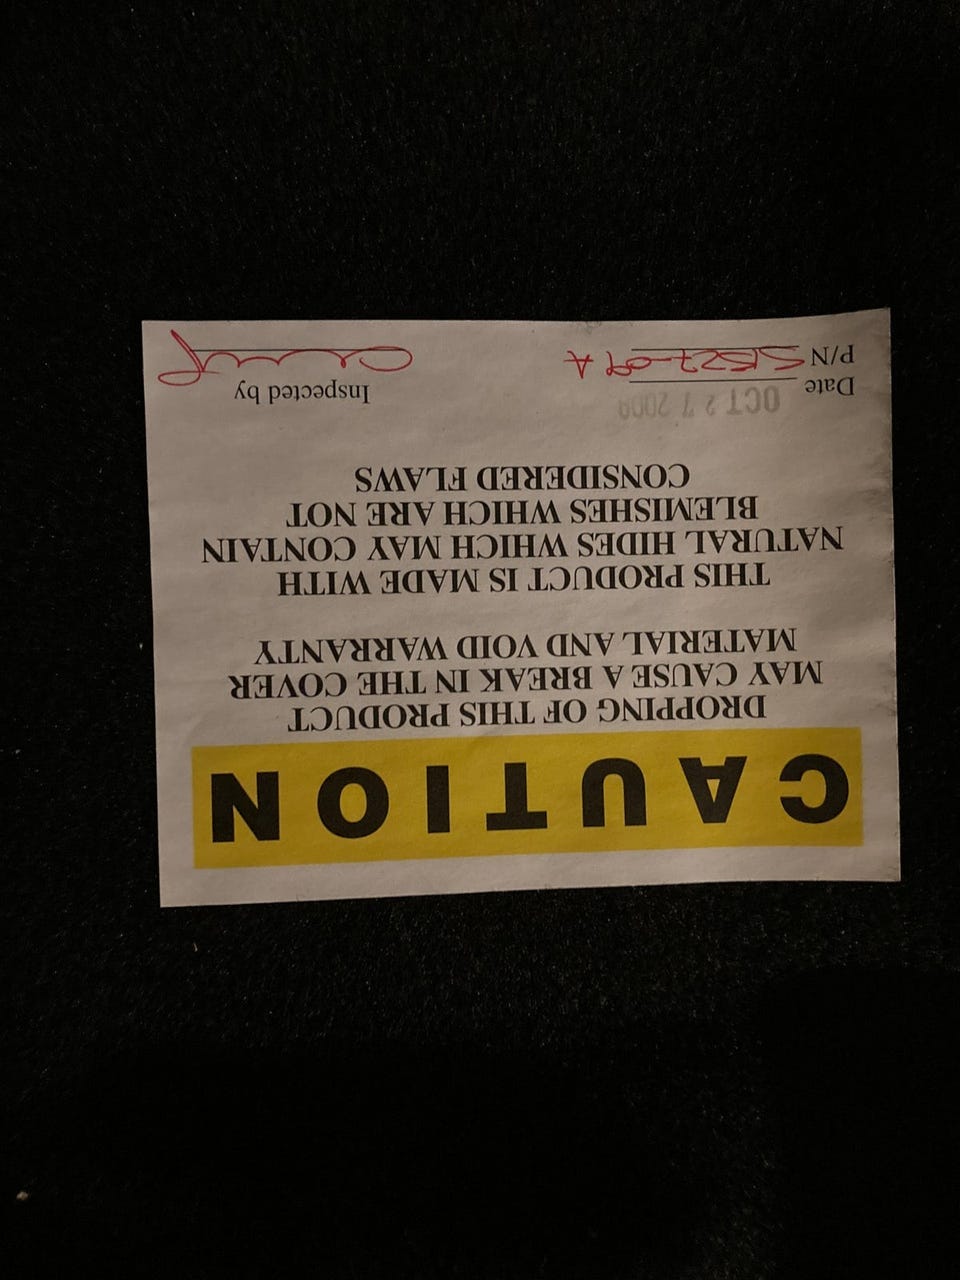 CAUTION
DROPPING OF THIS PRODUCT
MAY CAUSE A BREAK IN THE COVER
MATERIAL AND VOID WARRANTY
THIS PRODUCT IS MADE WITH
NATURAL HIDES WHICH MAY CONTAIN
BLEMISHES WHICH ARE NOT
CONSIDERED FLAWS
Date OCT 27
P/N
Inspected by